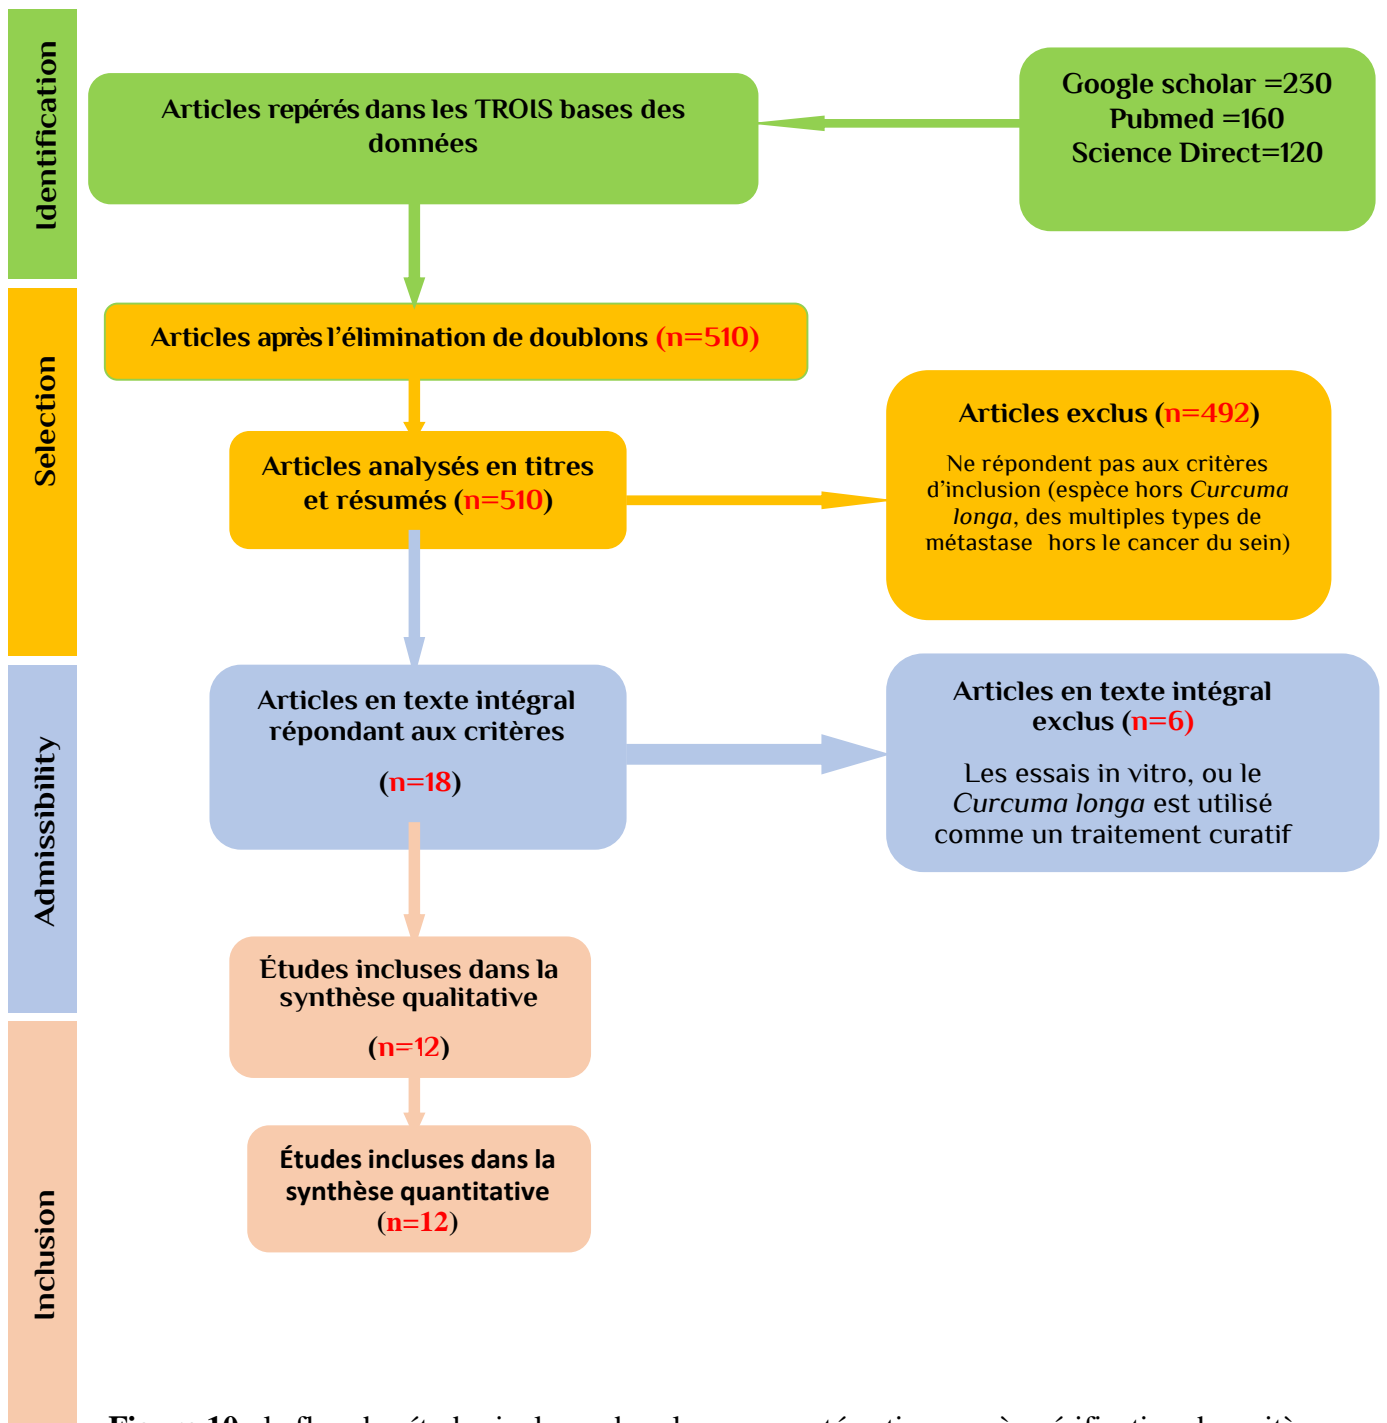 Identification
Articles repérés dans les TROIS bases des
données
Google scholar =230
Pubmed =160
Science Direct=120
Selection
Articles après l'élimination de doublons (n=510)
Articles analysés en titres
et résumés (n=510)
Articles exclus (n=492)
Ne répondent pas aux critères
d'inclusion (espèce hors Curcuma
longa, des multiples types de
métastase hors le cancer du sein)
Admissibility
Articles en texte intégral
répondant aux critères
(n=18)
Articles en texte intégral
exclus (n=6)
Les essais in vitro, ou le
Curcuma longa est utilisé
comme un traitement curatif
Inclusion
Études incluses dans la
synthèse qualitative
(n=12)
Études incluses dans la
synthèse quantitative
(n=12)